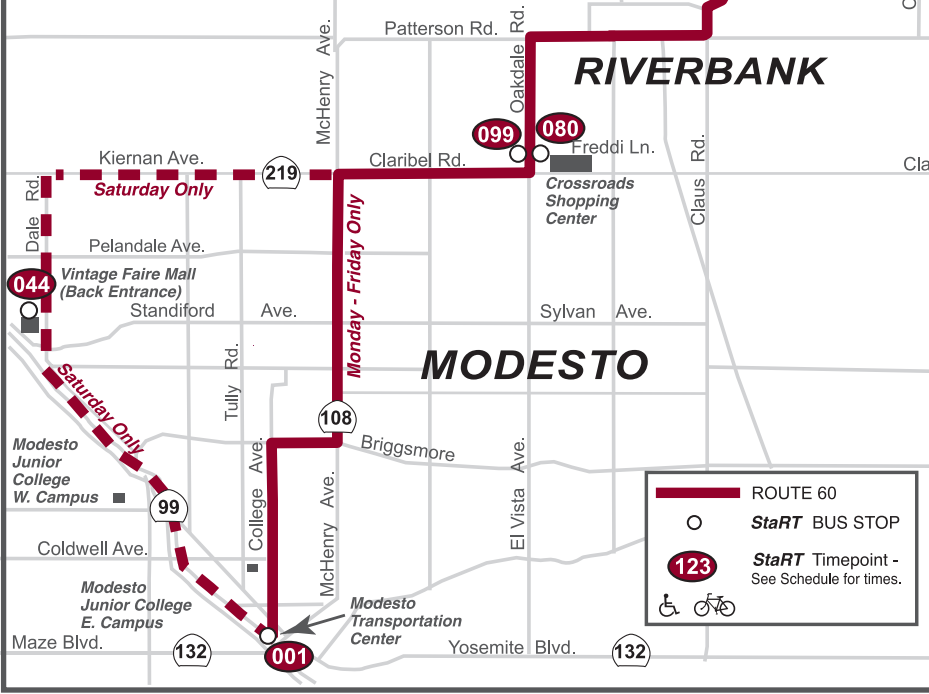 Patterson Rd.
Oakdale Rd.
McHenry Ave.
RIVERBANK
099
080
Freddi Ln.
Kiernan Ave.
219
Claribel Rd.
Cla
Saturday Only
Crossroads
Shopping
Center
Claus Rd.
Dale Rd.
Pelandale Ave.
Monday - Friday Only
044
Vintage Faire Mall
(Back Entrance)
Standiford Ave.
Sylvan Ave.
MODESTO
Tully Rd.
Saturday Only
108
Briggsmore
Modesto
Junior
College
W. Campus
99
College Ave.
McHenry Ave.
El Vista Ave.
Coldwell Ave.
Modesto
Junior College
E. Campus
Modesto
Transportation
Center
Maze Blvd.
132
001
Yosemite Blvd.
132
ROUTE 60
StaRT BUS STOP
123
StaRT Timepoint -
See Schedule for times.